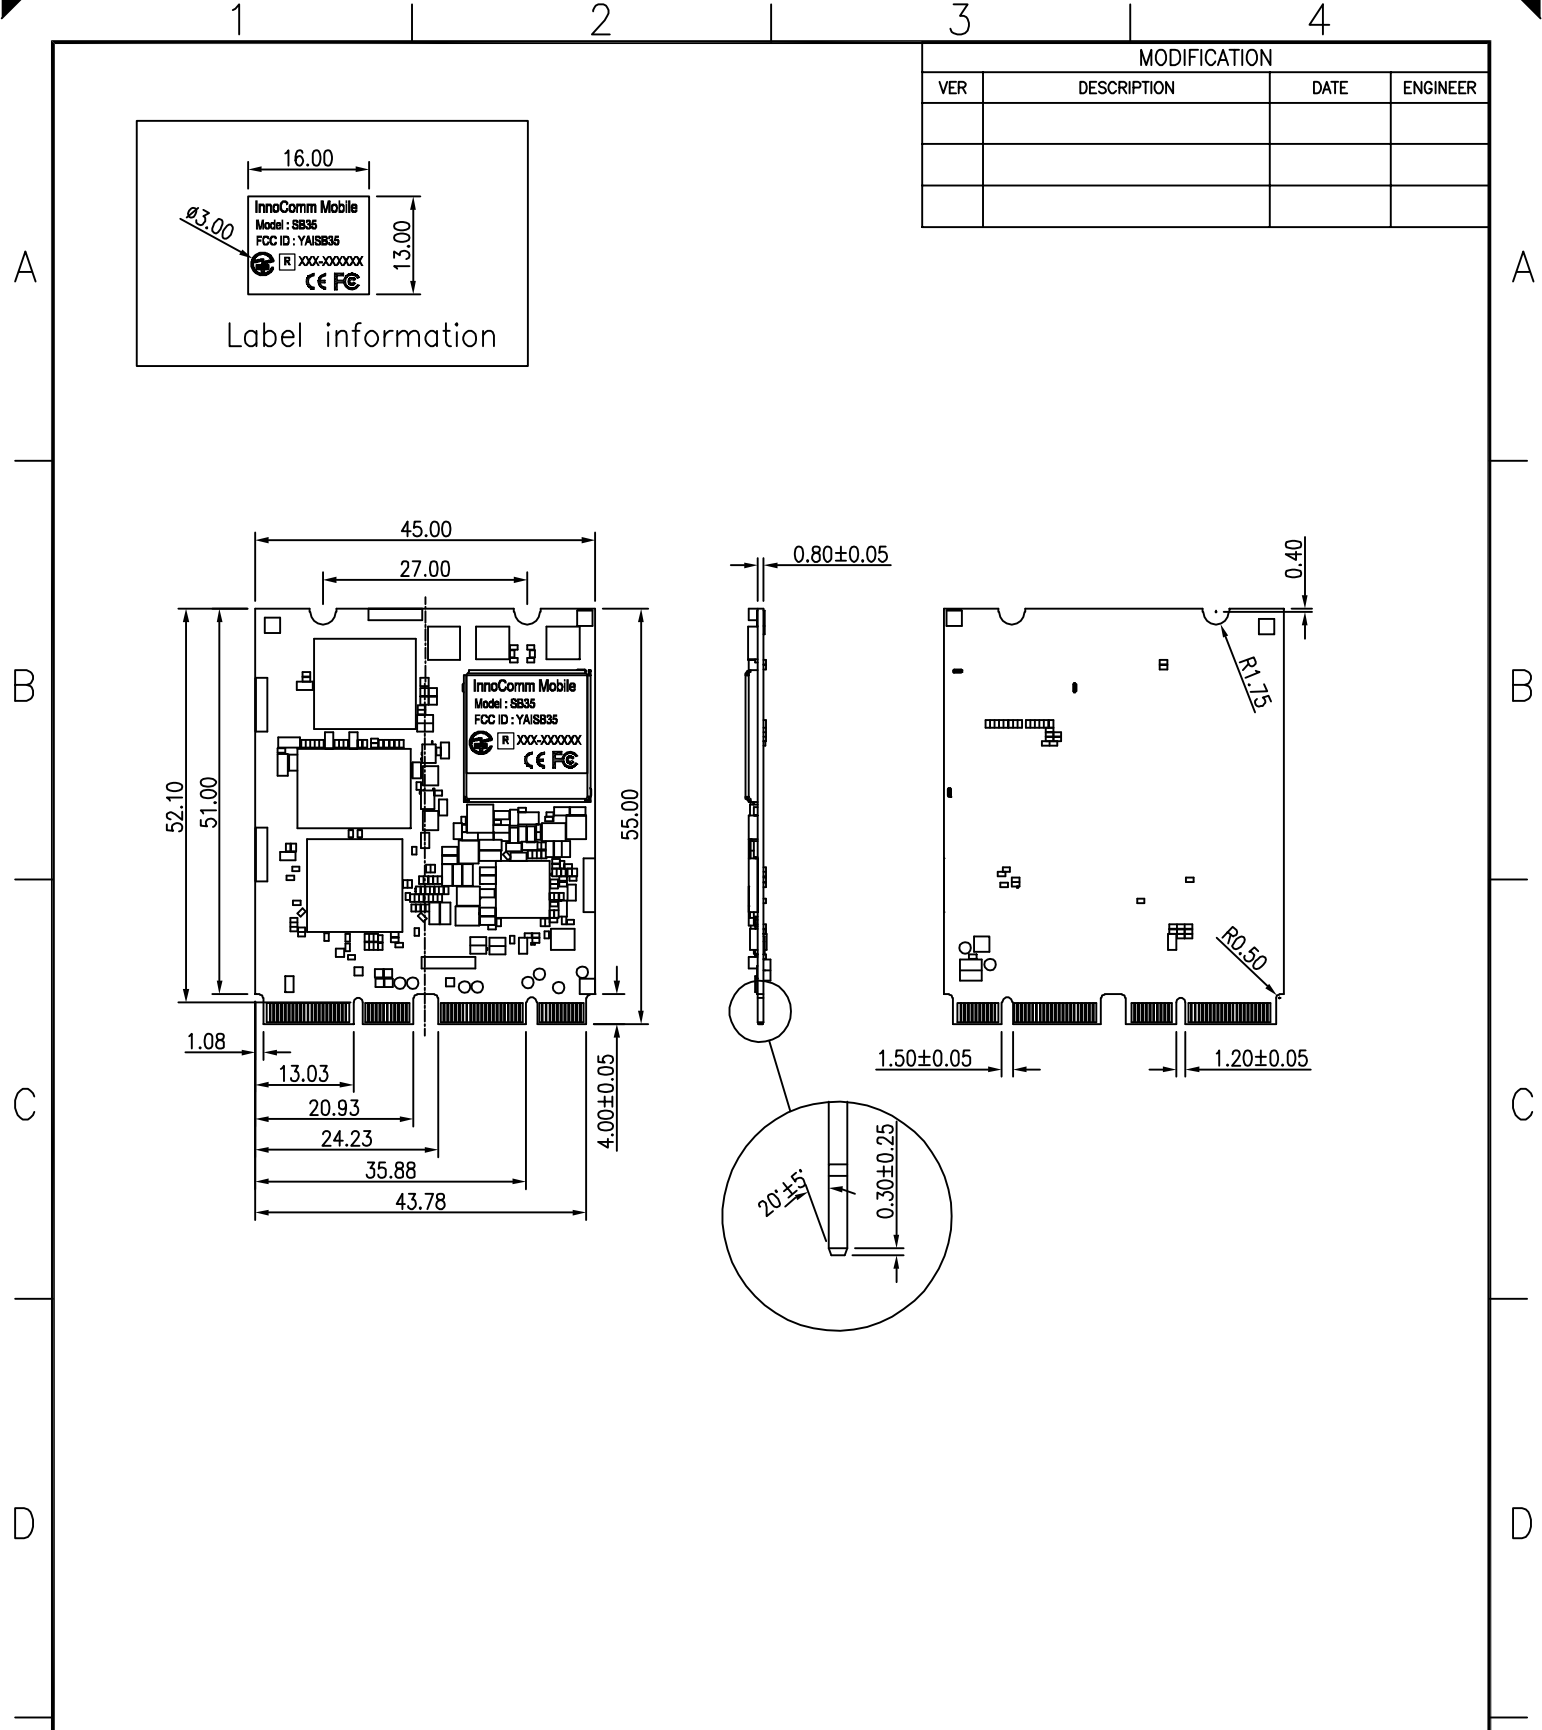 1 2 3 4
MODIFICATION
VER DESCRIPTION DATE ENGINEER
16.00
ø3.00
InnoComm Mobile
Model : SB35
FCC ID : YAISB35
R XXX-XXXXXX
CE FC
13.00
Label information
A A
45.00
27.00
0.80±0.05
0.40
B B
R1.75
InnoComm Mobile
Model : SB35
FCC ID : YAISB35
R XXX-XXXXXX
CE FC
52.10
51.00
55.00
R0.50
1.08
13.03
20.93
24.23
35.88
43.78
4.00±0.05
1.50±0.05
1.20±0.05
C C
20°±5°
0.30±0.25
D D